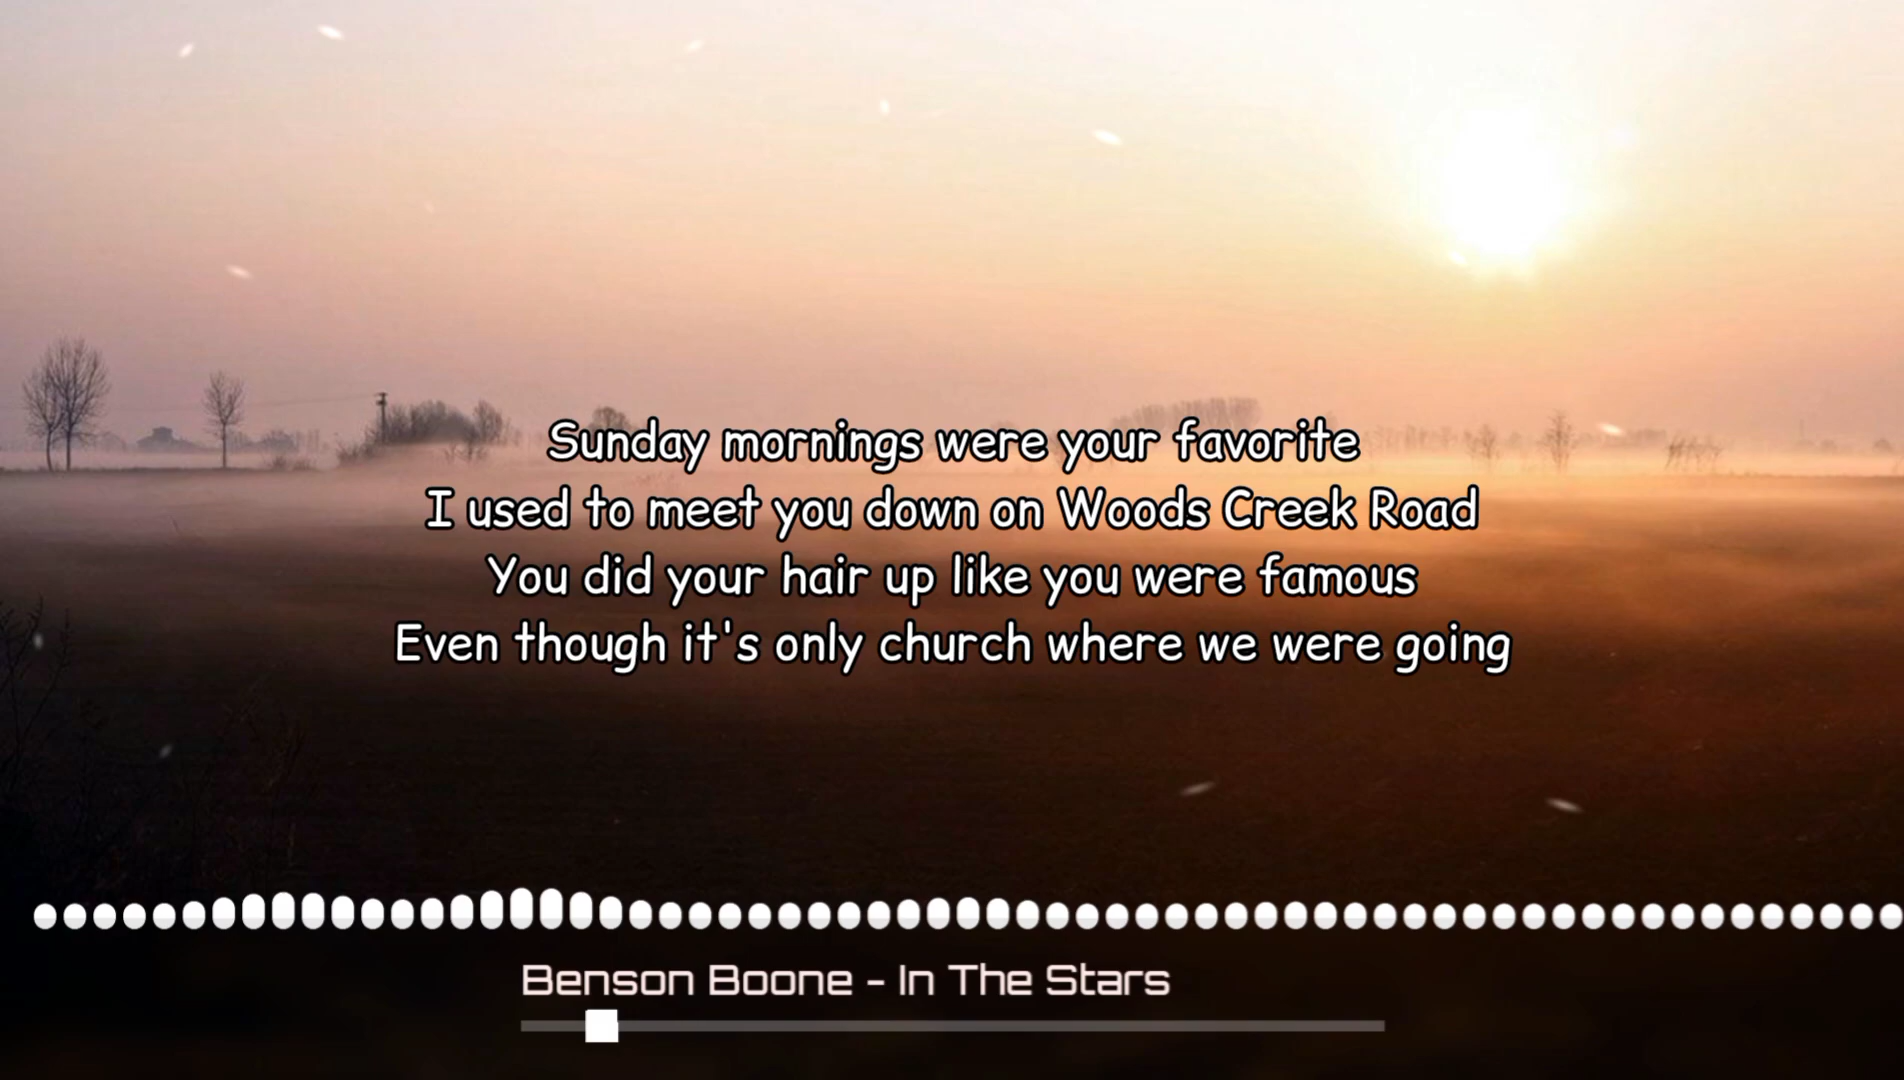 Sunday mornings were your favorite
I used to meet you down on Woods Creek Road
You did your hair up like you were famous
Even though it's only church where we were going
Benson Boone - In The Stars